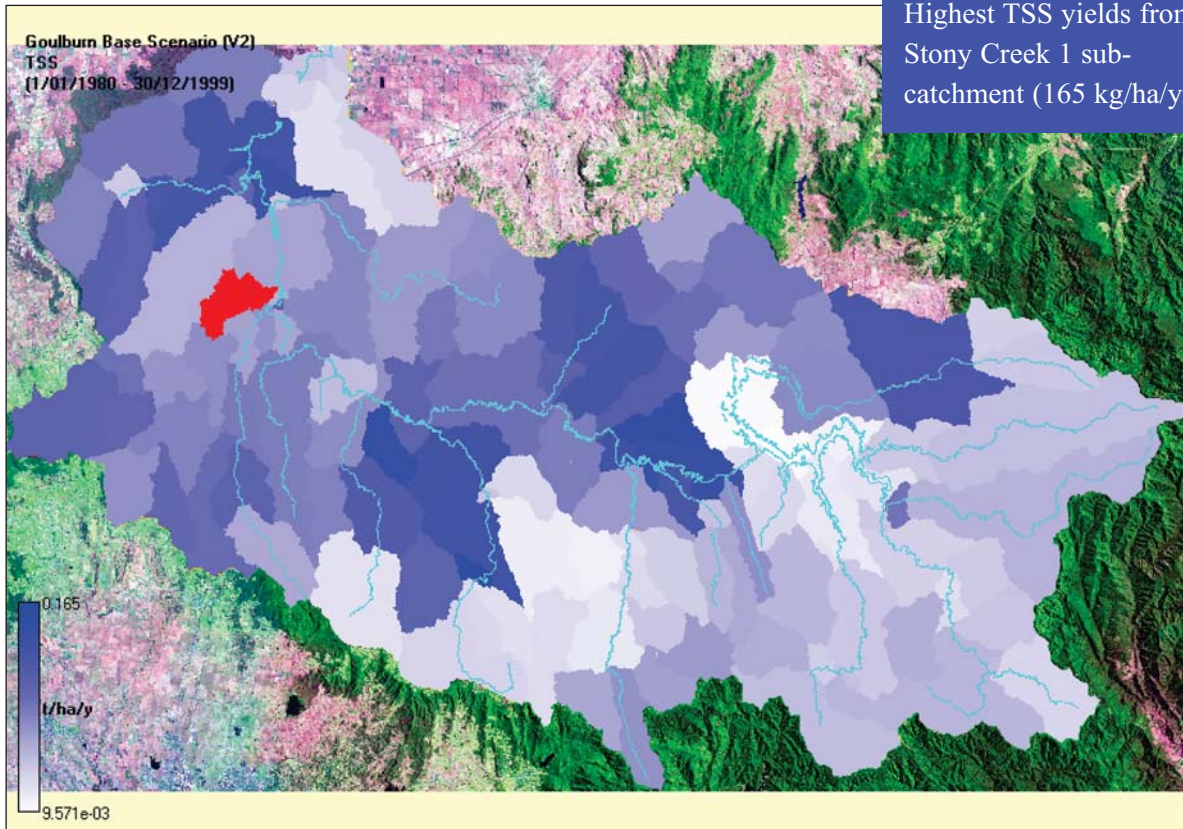 Goulburn Base Scenario (V2)
TSS
(1/01/1980 - 30/12/1999)
Highest TSS yields from
Stony Creek 1 sub-
catchment (165 kg/ha/y
0.165
t/ha/y
9.571e-03